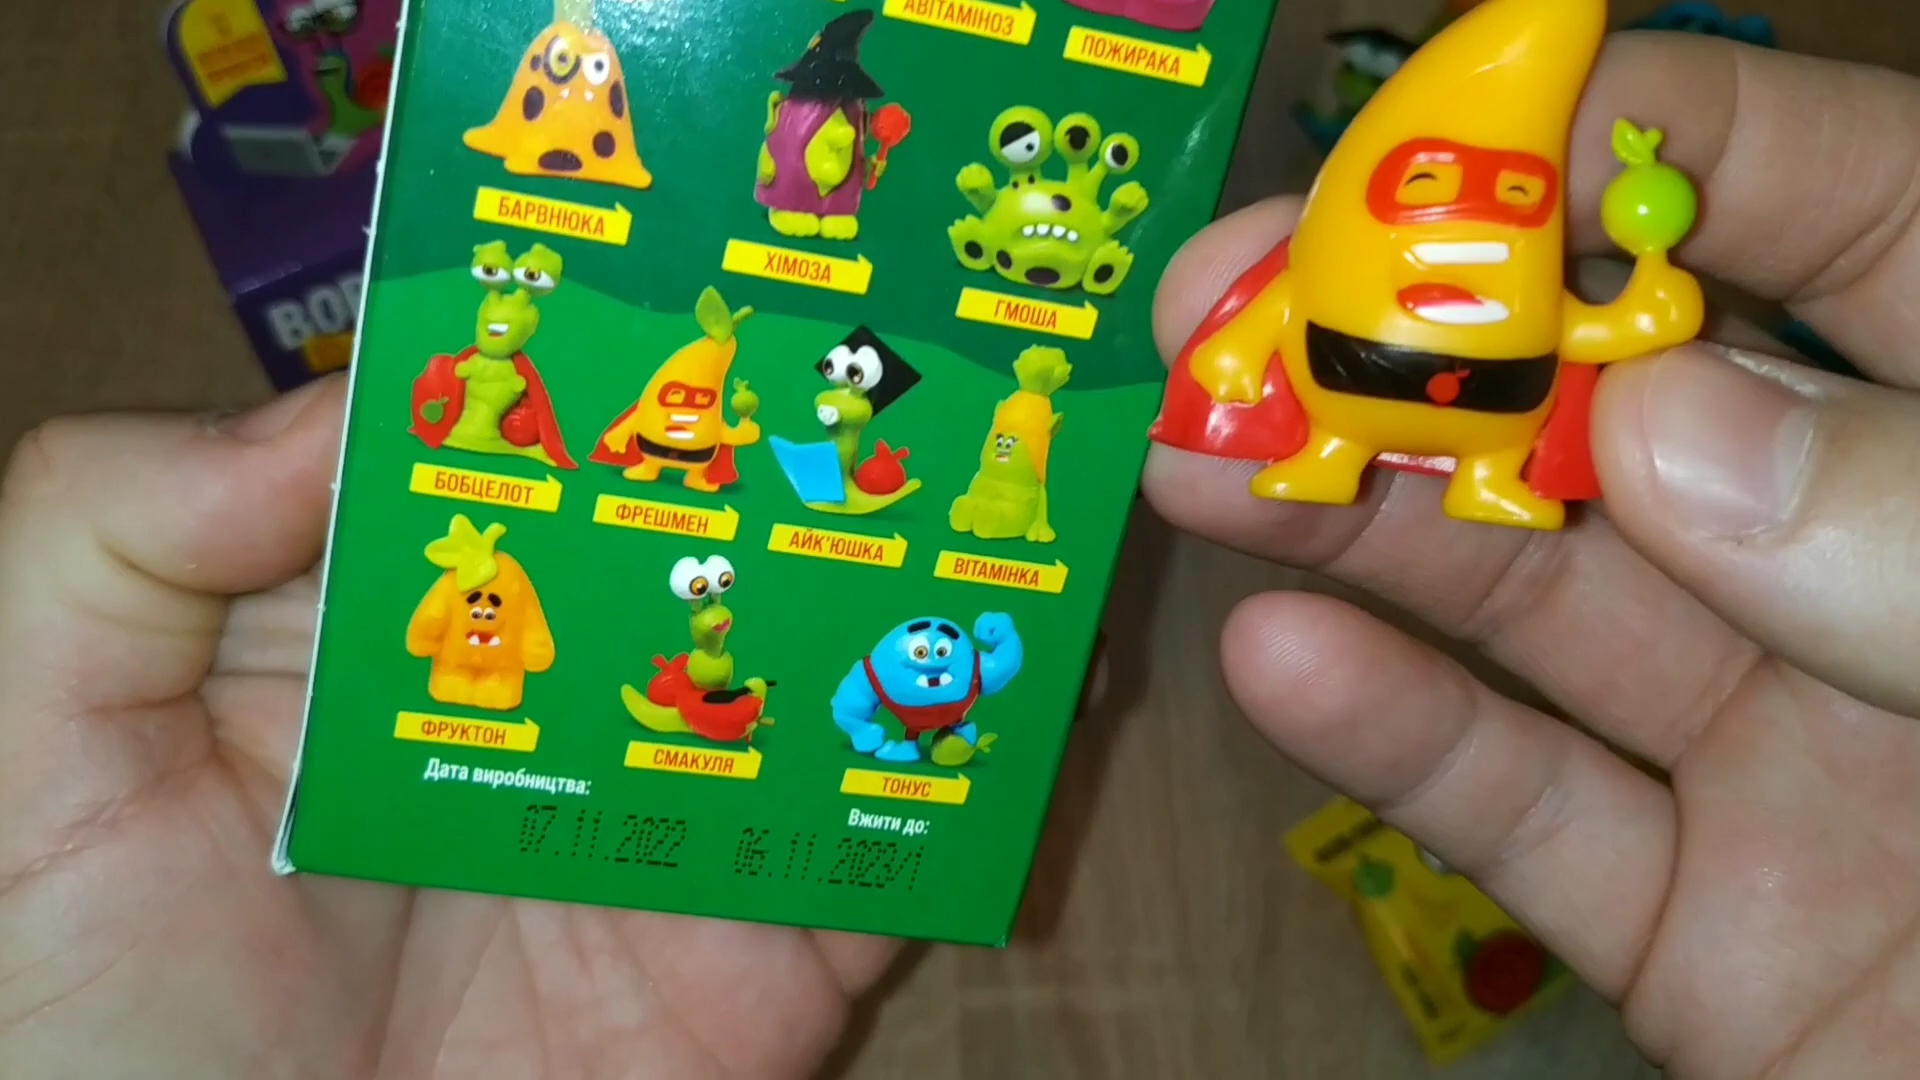 АВІТАМІНОЗ
ПОЖИРАКА
БАРВНЮКА
ХІМОЗА
ГМОША
БОБЦЕЛОТ
ФРЕШМЕН
АЙК'ЮШКА
ВІТАМІНКА
ФРУКТОН
СМАКУЛЯ
ТОНУС
Дата виробництва:
Вжити до:
07.11.2022 06.11.2023/1